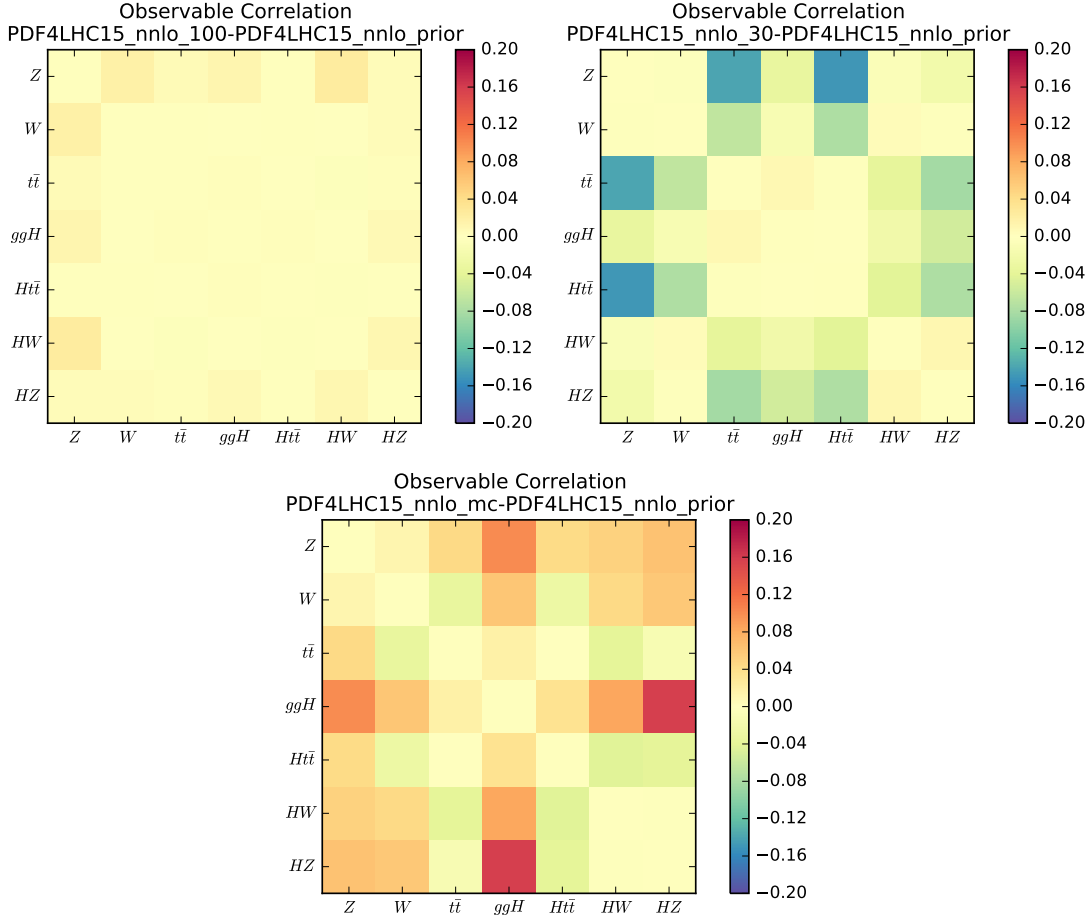 Observable Correlation
PDF4LHC15_nnlo_100-PDF4LHC15_nnlo_prior
Z
W
tt̄
ggH
Htt̄
HW
HZ
Z W tt̄ ggH Htt̄ HW HZ
0.20
0.16
0.12
0.08
0.04
0.00
−0.04
−0.08
−0.12
−0.16
−0.20
Observable Correlation
PDF4LHC15_nnlo_30-PDF4LHC15_nnlo_prior
Z
W
tt̄
ggH
Htt̄
HW
HZ
Z W tt̄ ggH Htt̄ HW HZ
0.20
0.16
0.12
0.08
0.04
0.00
−0.04
−0.08
−0.12
−0.16
−0.20
Observable Correlation
PDF4LHC15_nnlo_mc-PDF4LHC15_nnlo_prior
Z
W
tt̄
ggH
Htt̄
HW
HZ
Z W tt̄ ggH Htt̄ HW HZ
0.20
0.16
0.12
0.08
0.04
0.00
−0.04
−0.08
−0.12
−0.16
−0.20